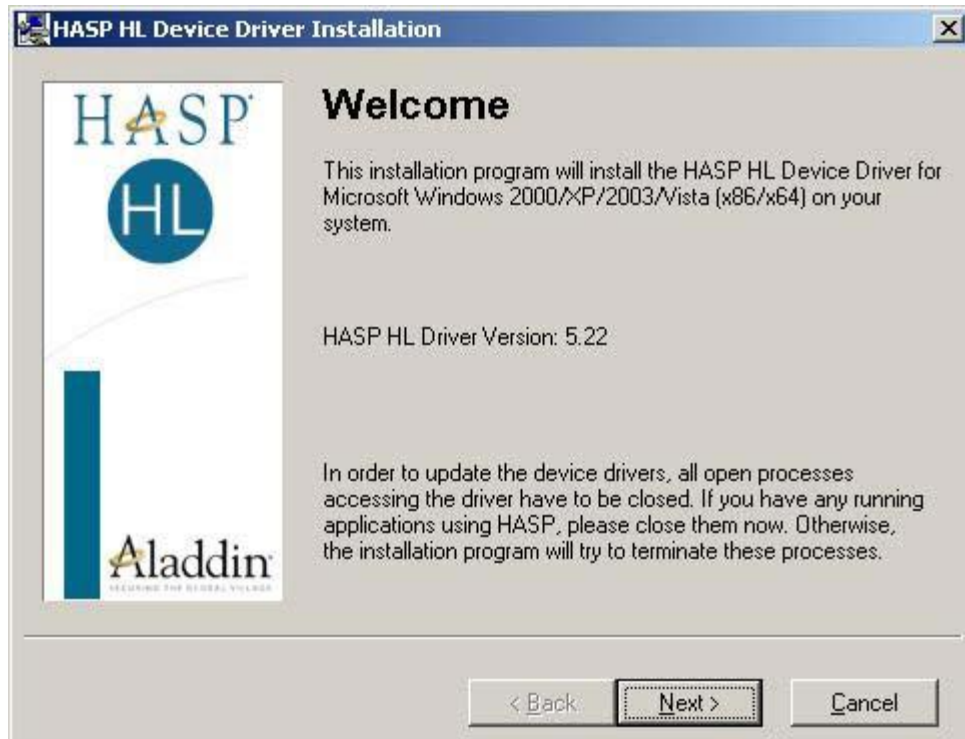 HASP HL Device Driver Installation
HASP
HL
Aladdin
SECURING THE GLOBAL VILLAGE
Welcome
This installation program will install the HASP HL Device Driver for
Microsoft Windows 2000/XP/2003/Vista (x86/x64) on your
system.
HASP HL Driver Version: 5.22
In order to update the device drivers, all open processes
accessing the driver have to be closed. If you have any running
applications using HASP, please close them now. Otherwise,
the installation program will try to terminate these processes.
< Back
Next >
Cancel